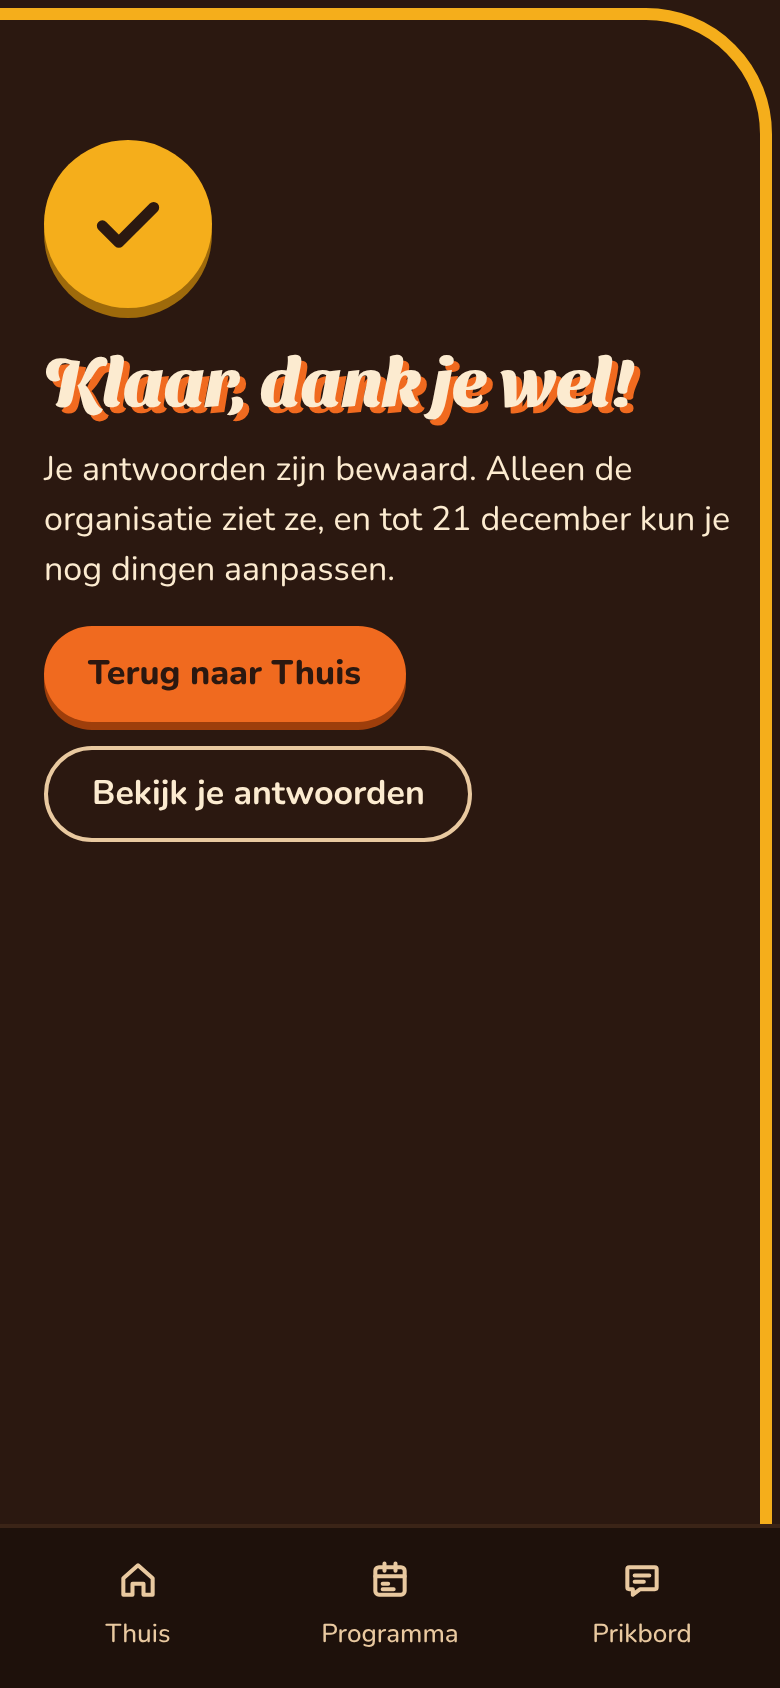 Klaar, dank je wel!
Je antwoorden zijn bewaard. Alleen de
organisatie ziet ze, en tot 21 december kun je
nog dingen aanpassen.
Terug naar Thuis
Bekijk je antwoorden
Thuis
Programma
Prikbord